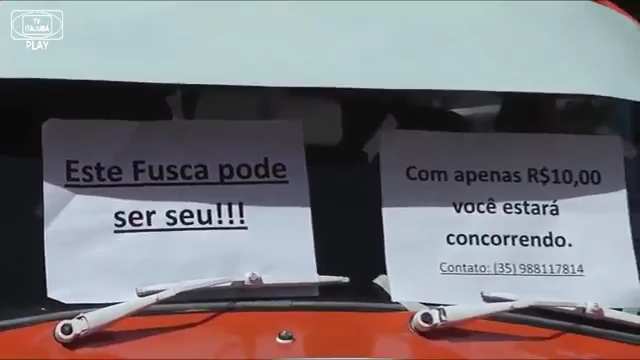 TV
ITAJUBÁ
PLAY
Este Fusca pode
ser seu!!!
Com apenas R$10,00
você estará
concorrendo.
Contato: (35) 988117814